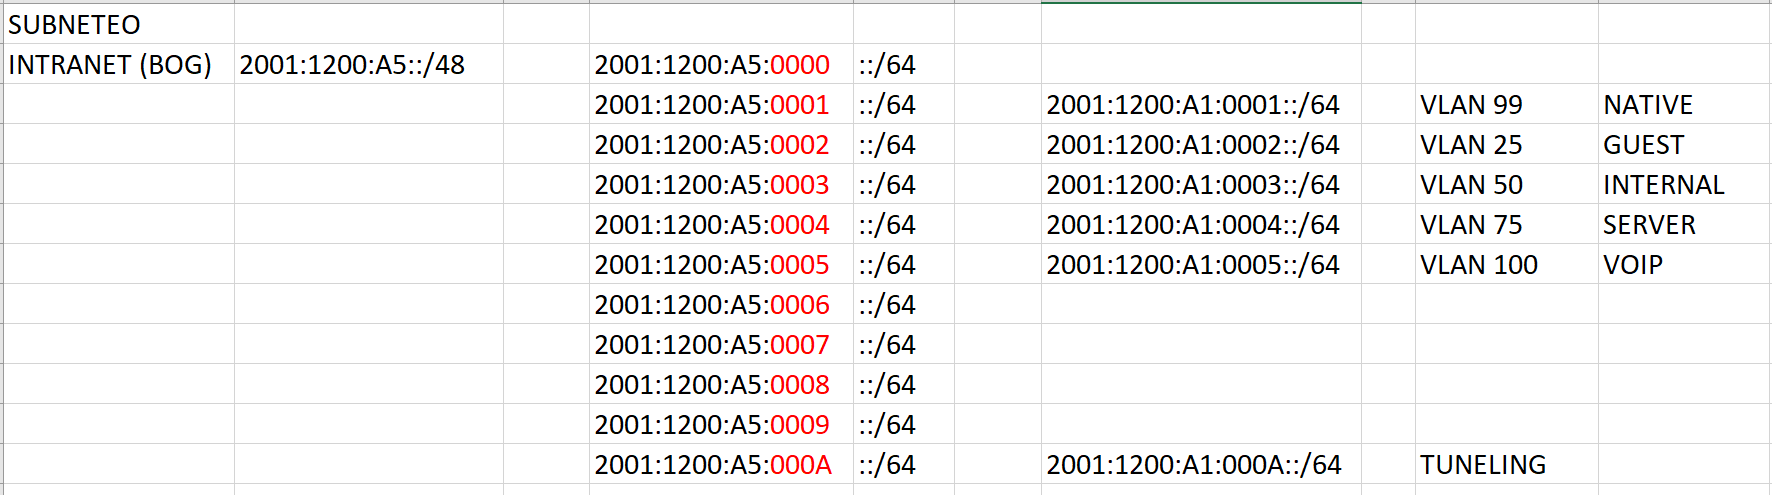 SUBNETEO
INTRANET (BOG) 2001:1200:A5::/48 2001:1200:A5:0000 ::/64
2001:1200:A5:0001 ::/64 2001:1200:A1:0001::/64 VLAN 99 NATIVE
2001:1200:A5:0002 ::/64 2001:1200:A1:0002::/64 VLAN 25 GUEST
2001:1200:A5:0003 ::/64 2001:1200:A1:0003::/64 VLAN 50 INTERNAL
2001:1200:A5:0004 ::/64 2001:1200:A1:0004::/64 VLAN 75 SERVER
2001:1200:A5:0005 ::/64 2001:1200:A1:0005::/64 VLAN 100 VOIP
2001:1200:A5:0006 ::/64
2001:1200:A5:0007 ::/64
2001:1200:A5:0008 ::/64
2001:1200:A5:0009 ::/64
2001:1200:A5:000A ::/64 2001:1200:A1:000A::/64 TUNELING